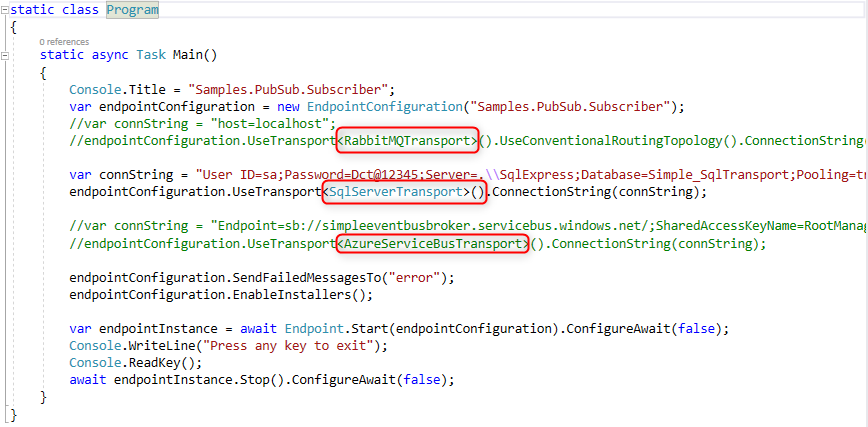 static class Program
{
0 references
static async Task Main()
{
Console.Title = "Samples.PubSub.Subscriber";
var endpointConfiguration = new EndpointConfiguration("Samples.PubSub.Subscriber");
//var connString = "host=localhost";
//endpointConfiguration.UseTransport<RabbitMQTransport>().UseConventionalRoutingTopology().ConnectionString(
var connString = "User ID=sa;Password=Dct@12345;Server=.\\SqlExpress;Database=Simple_SqlTransport;Pooling=tr
endpointConfiguration.UseTransport<SqlServerTransport>().ConnectionString(connString);
//var connString = "Endpoint=sb://simpleeventbusbroker.servicebus.windows.net/;SharedAccessKeyName=RootManag
//endpointConfiguration.UseTransport<AzureServiceBusTransport>().ConnectionString(connString);
endpointConfiguration.SendFailedMessagesTo("error");
endpointConfiguration.EnableInstallers();
var endpointInstance = await Endpoint.Start(endpointConfiguration).ConfigureAwait(false);
Console.WriteLine("Press any key to exit");
Console.ReadKey();
await endpointInstance.Stop().ConfigureAwait(false);
}
}